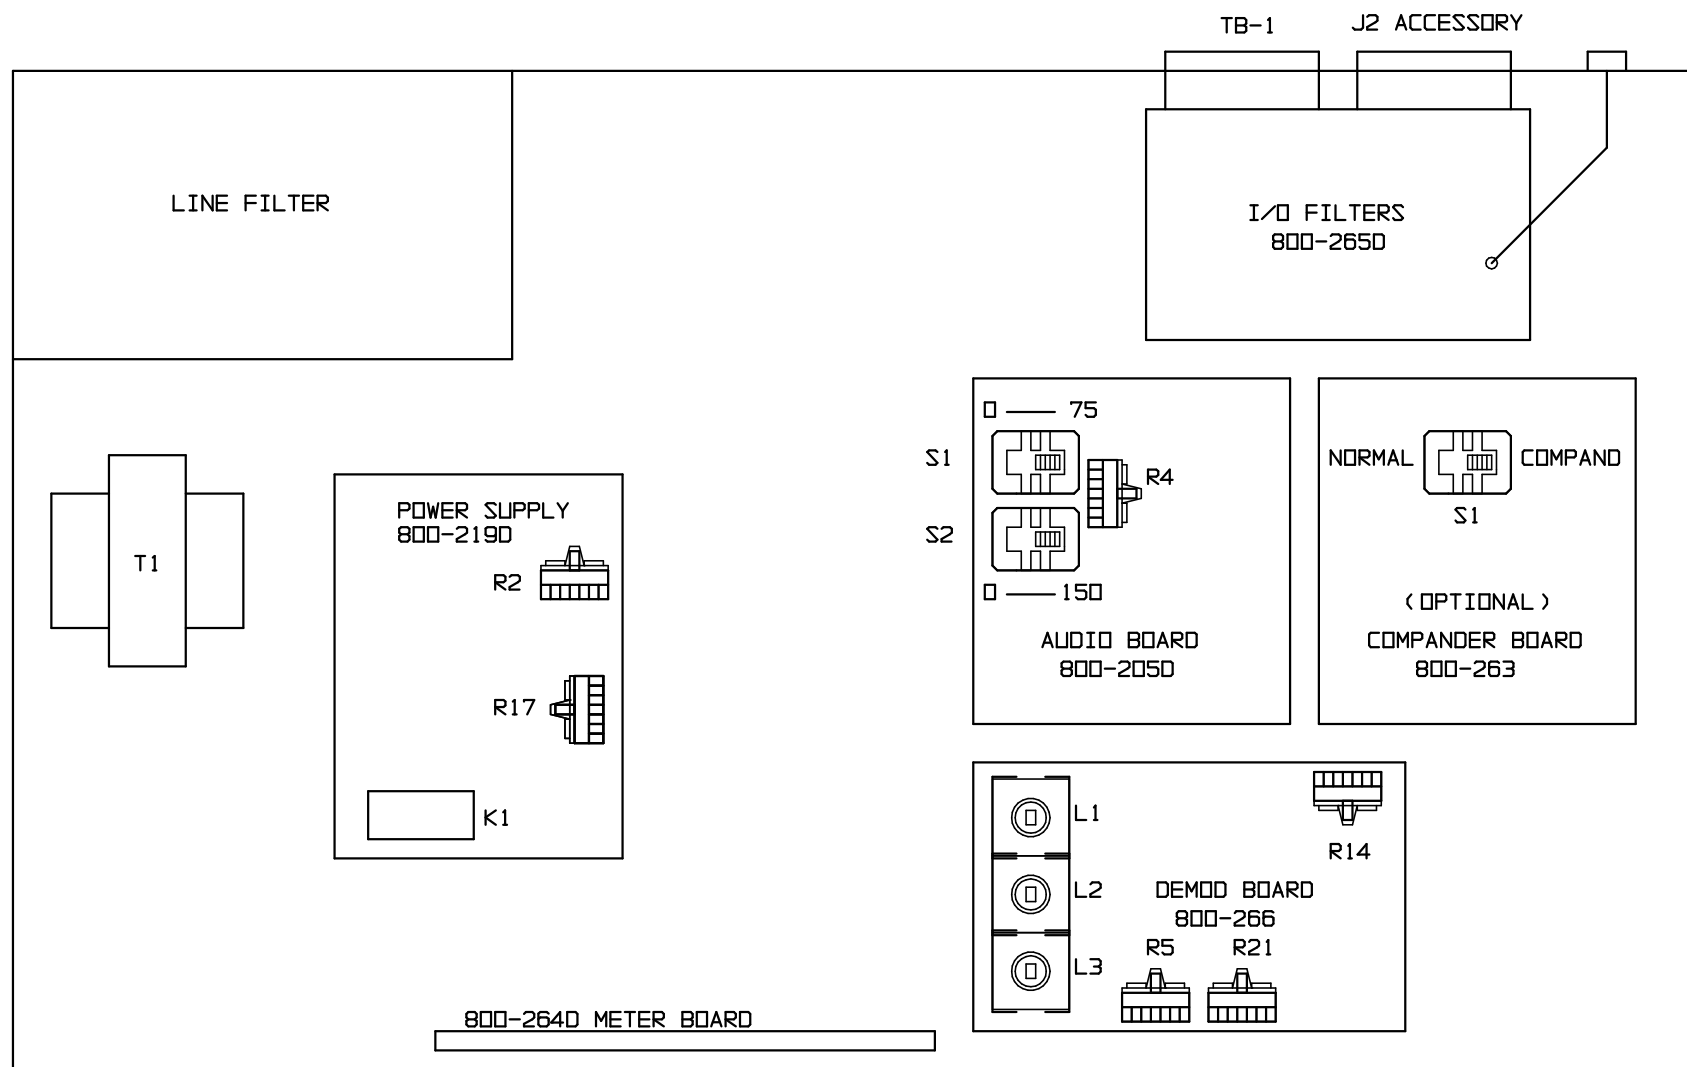 TB-1
J2 ACCESSORY
LINE FILTER
I/O FILTERS
800-265D
0 75
S1
R4
S2
0 150
AUDIO BOARD
800-205D
NORMAL
COMPAND
S1
(OPTIONAL)
COMPANDER BOARD
800-263
T1
POWER SUPPLY
800-219D
R2
R17
K1
L1
L2
L3
R14
DEMOD BOARD
800-266
R5
R21
800-264D METER BOARD